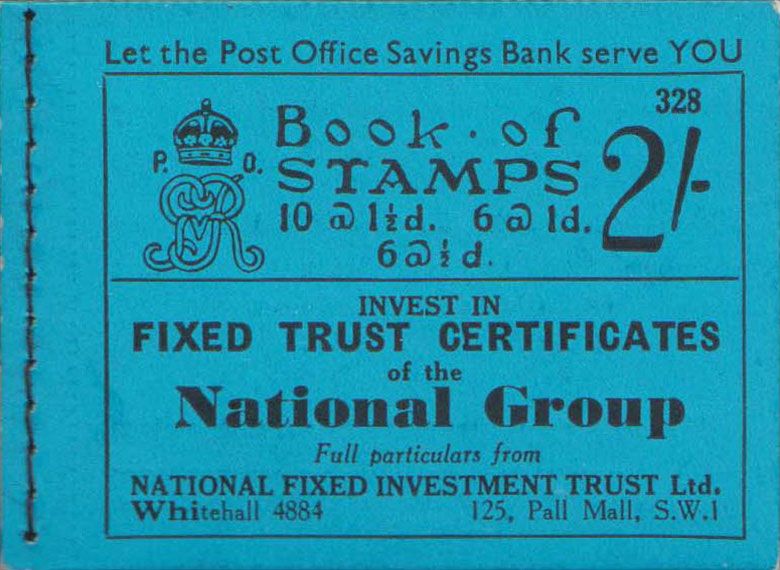 Let the Post Office Savings Bank serve YOU
328
P. O.
Book · of
STAMPS
2/-
10 @ 1½d. 6 @ 1d.
6 @ ½d.
INVEST IN
FIXED TRUST CERTIFICATES
of the
National Group
Full particulars from
NATIONAL FIXED INVESTMENT TRUST Ltd.
Whitehall 4884 125, Pall Mall, S.W.1